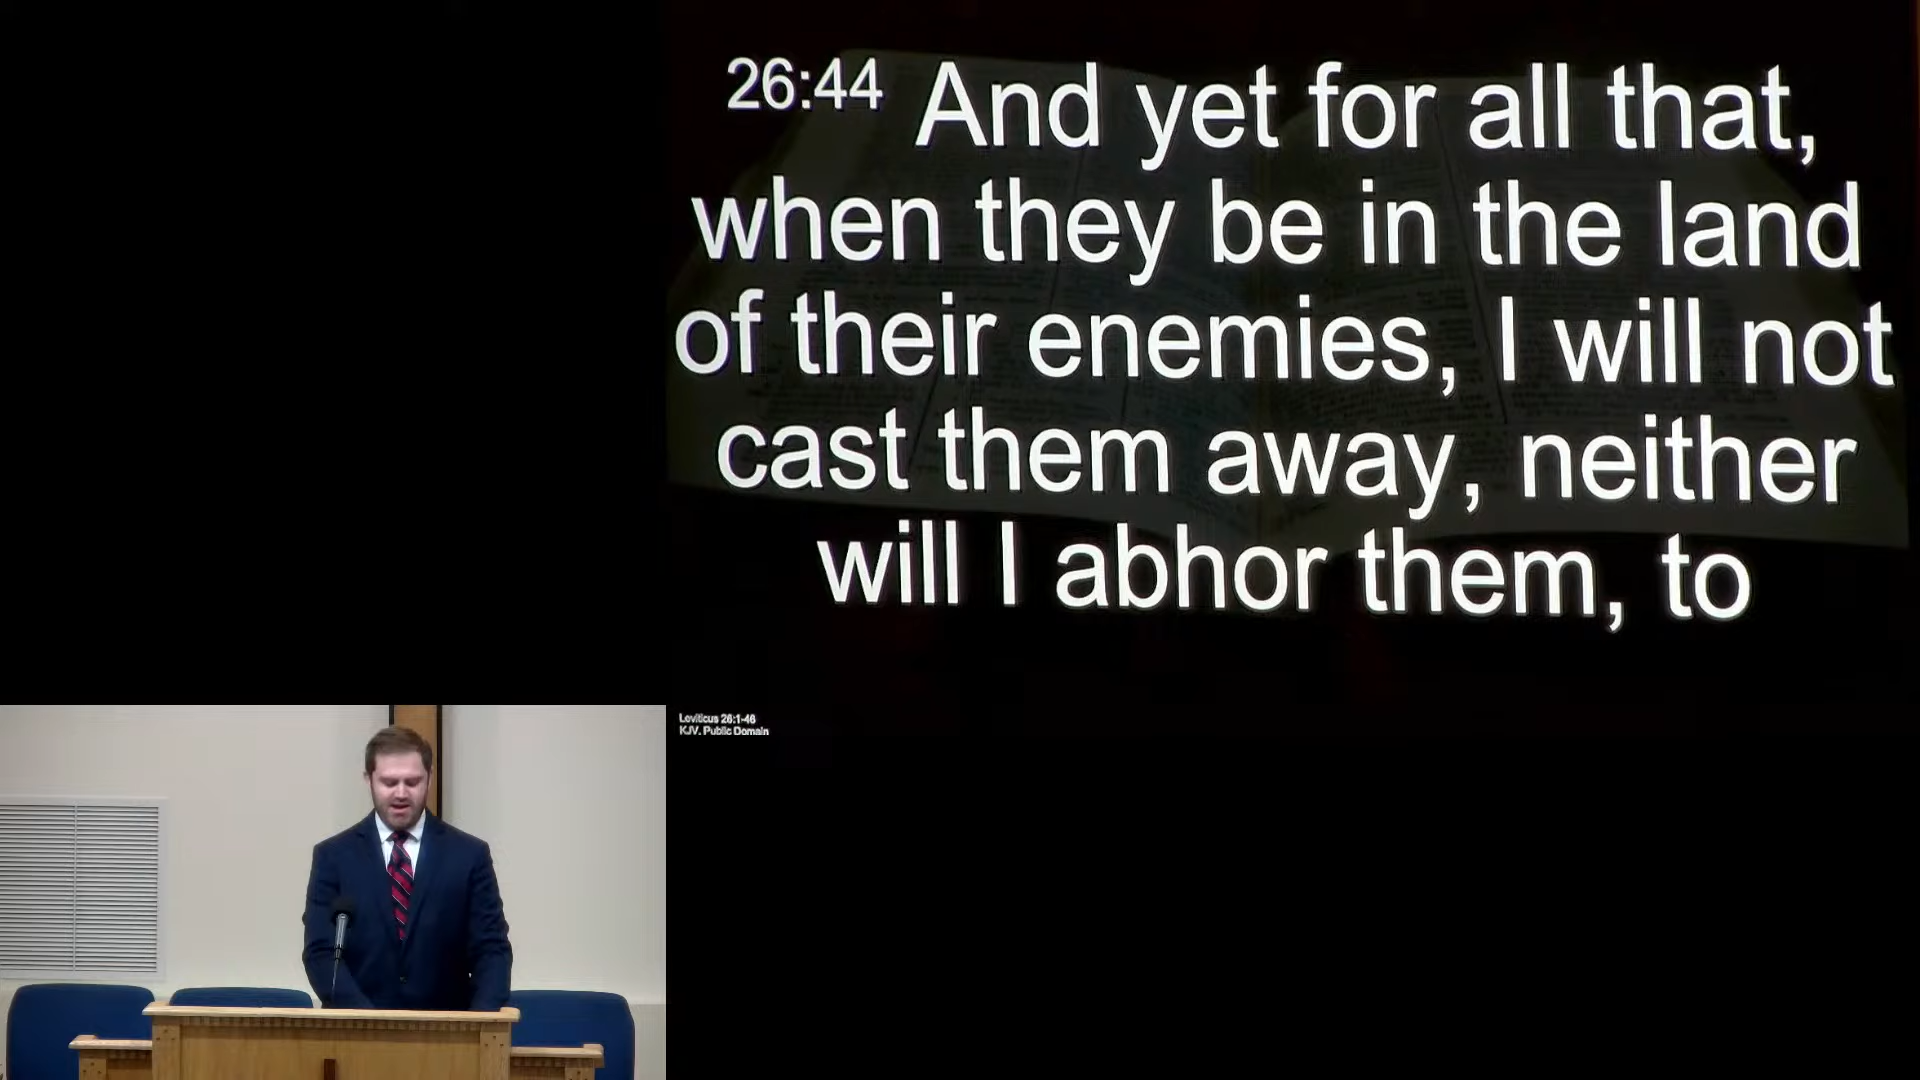 26:44 And yet for all that,
when they be in the land
of their enemies, I will not
cast them away, neither
will I abhor them, to
Leviticus 26:1-46
KJV. Public Domain